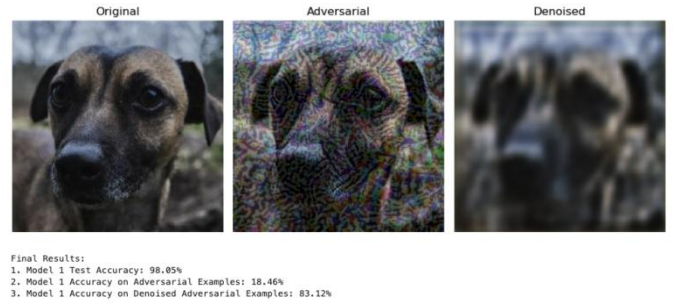 Original
Adversarial
Denoised
Final Results:
1. Model 1 Test Accuracy: 98.05%
2. Model 1 Accuracy on Adversarial Examples: 18.46%
3. Model 1 Accuracy on Denoised Adversarial Examples: 83.12%